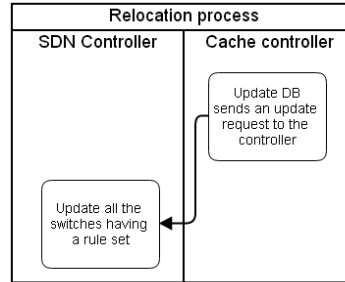 Relocation process
SDN Controller
Cache controller
Update DB
sends an update
request to the
controller
Update all the
switches having
a rule set